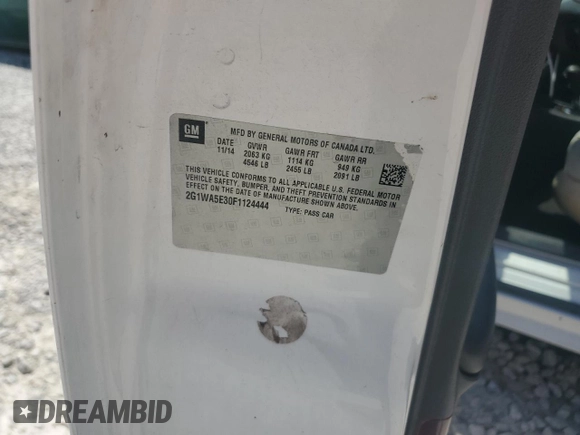 GM
MFD BY GENERAL MOTORS OF CANADA LTD.
DATE GVWR GAWR FRT GAWR RR
11/14 2063 KG 1114 KG 949 KG
4546 LB 2455 LB 2091 LB
THIS VEHICLE CONFORMS TO ALL APPLICABLE U.S. FEDERAL MOTOR
VEHICLE SAFETY, BUMPER, AND THEFT PREVENTION STANDARDS IN
EFFECT ON THE DATE OF MANUFACTURE SHOWN ABOVE.
2G1WA5E30F1124444 TYPE: PASS CAR
DREAMBID